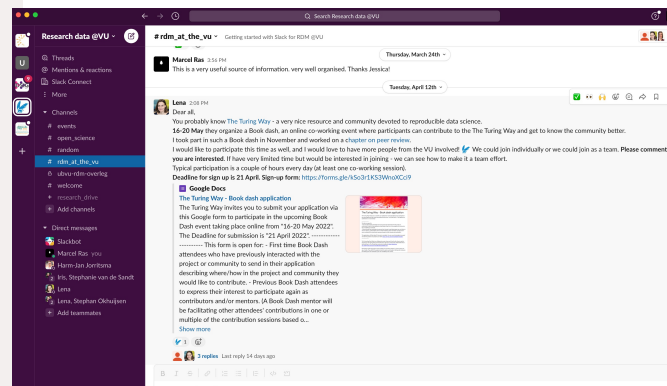 Search Research data @VU
Research data @VU
Threads
Mentions & reactions
Slack Connect
More
Channels
# events
# open_science
# random
# rdm_at_the_vu
ubvu-rdm-overleg
# welcome
+ research_drive
+ Add channels
Direct messages
Slackbot
Marcel Ras you
Harm-Jan Jorritsma
Iris, Stephanie van de Sandt
Lena
Lena, Stephan Okhuijsen
+ Add teammates
U
# rdm_at_the_vu Getting started with Slack for RDM @VU
Thursday, March 24th
Marcel Ras 3:56 PM
This is a very useful source of information. very well organised. Thanks Jessica!
Tuesday, April 12th
Lena 2:08 PM
Dear all,
You probably know The Turing Way - a very nice resource and community devoted to reproducible data science.
16-20 May they organize a Book dash, an online co-working event where participants can contribute to the The Turing Way and get to know the community better.
I took part in such a Book dash in November and worked on a chapter on peer review.
I would like to participate this time as well, and I would love to have more people from the VU involved! We could join individually or we could join as a team. Please comment
you are interested. If have very limited time but would be interested in joining - we can see how to make it a team effort.
Typical participation is a couple of hours every day (at least one co-working session).
Deadline for sign up is 21 April. Sign-up form:
Google Docs
The Turing Way - Book dash application
The Turing Way invites you to submit your application via
this Google form to participate in the upcoming Book
Dash event taking place online from "16-20 May 2022".
The Deadline for submission is "21 April 2022". ------------
---------- This form is open for: - First time Book Dash
attendees who have previously interacted with the
project or community to send in their application
describing where/how in the project and community they
would like to contribute. - Previous Book Dash attendees
to express their interest to participate again as
contributors and/or mentors. (A Book Dash mentor will
be facilitating other attendees' contributions in one or
multiple of the contribution sessions based o...
Show more
1
3 replies Last reply 14 days ago